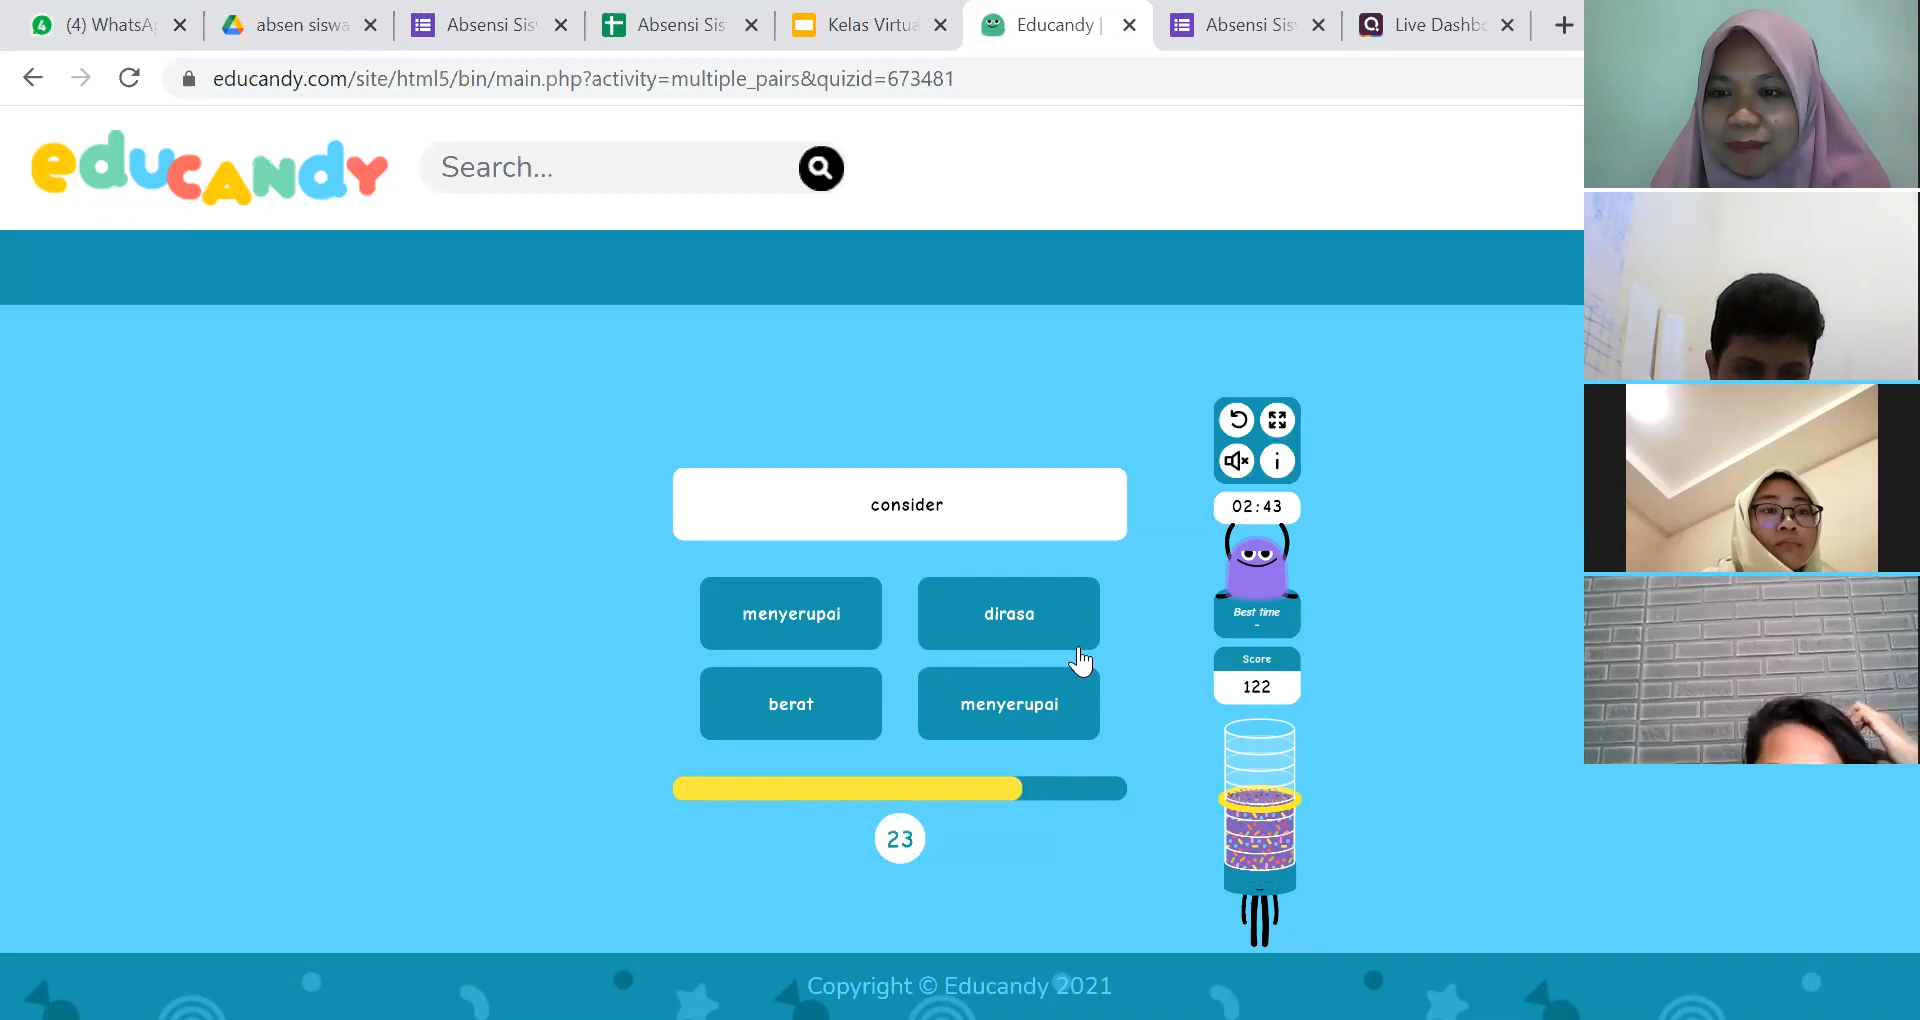 (4) WhatsA
absen siswa
Absensi Sis
Absensi Sis
Kelas Virtua
Educandy |
Absensi Sis
Live Dashbo
educandy.com/site/html5/bin/main.php?activity=multiple_pairs&quizid=673481
eduCANdy
Search...
consider
02:43
menyerupai
dirasa
Best time
-
Score
122
berat
menyerupai
23
Copyright © Educandy 2021